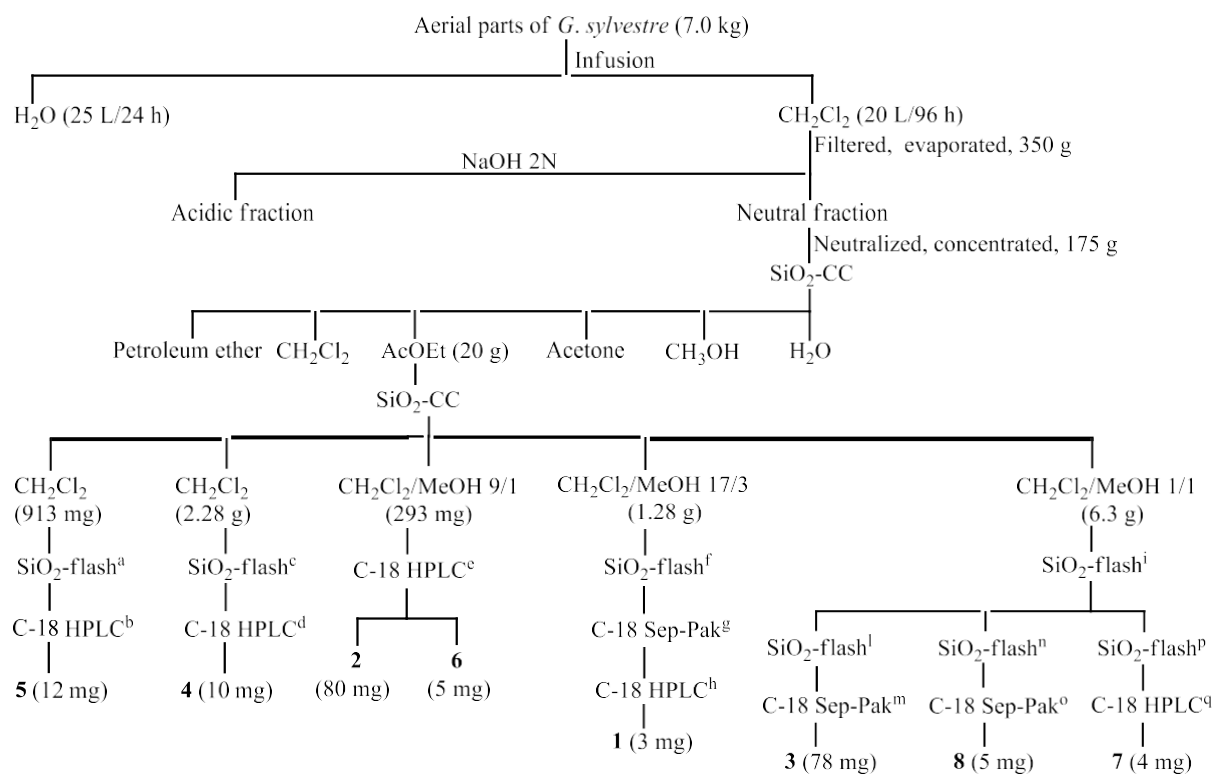 Aerial parts of G. sylvestre (7.0 kg)
Infusion
H₂O (25 L/24 h) CH₂Cl₂ (20 L/96 h)
Filtered, evaporated, 350 g
NaOH 2N
Acidic fraction Neutral fraction
Neutralized, concentrated, 175 g
SiO₂-CC
Petroleum ether CH₂Cl₂ AcOEt (20 g) Acetone CH₃OH H₂O
SiO₂-CC
CH₂Cl₂ CH₂Cl₂ CH₂Cl₂/MeOH 9/1 CH₂Cl₂/MeOH 17/3 CH₂Cl₂/MeOH 1/1
(913 mg) (2.28 g) (293 mg) (1.28 g) (6.3 g)
SiO₂-flashᵃ SiO₂-flashᶜ C-18 HPLCᵉ SiO₂-flashᶠ SiO₂-flashⁱ
C-18 HPLCᵇ C-18 HPLCᵈ 2 6 C-18 Sep-Pakᵍ SiO₂-flashˡ SiO₂-flashⁿ SiO₂-flashᵖ
5 (12 mg) 4 (10 mg) (80 mg) (5 mg) C-18 HPLCʰ C-18 Sep-Pakᵐ C-18 Sep-Pakᵒ C-18 HPLC^q
1 (3 mg) 3 (78 mg) 8 (5 mg) 7 (4 mg)